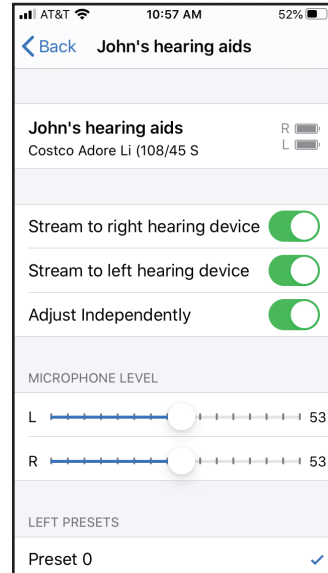 AT&T 10:57 AM 52%
Back John's hearing aids
John's hearing aids R
Costco Adore Li (108/45 S L
Stream to right hearing device
Stream to left hearing device
Adjust Independently
MICROPHONE LEVEL
L 53
R 53
LEFT PRESETS
Preset 0